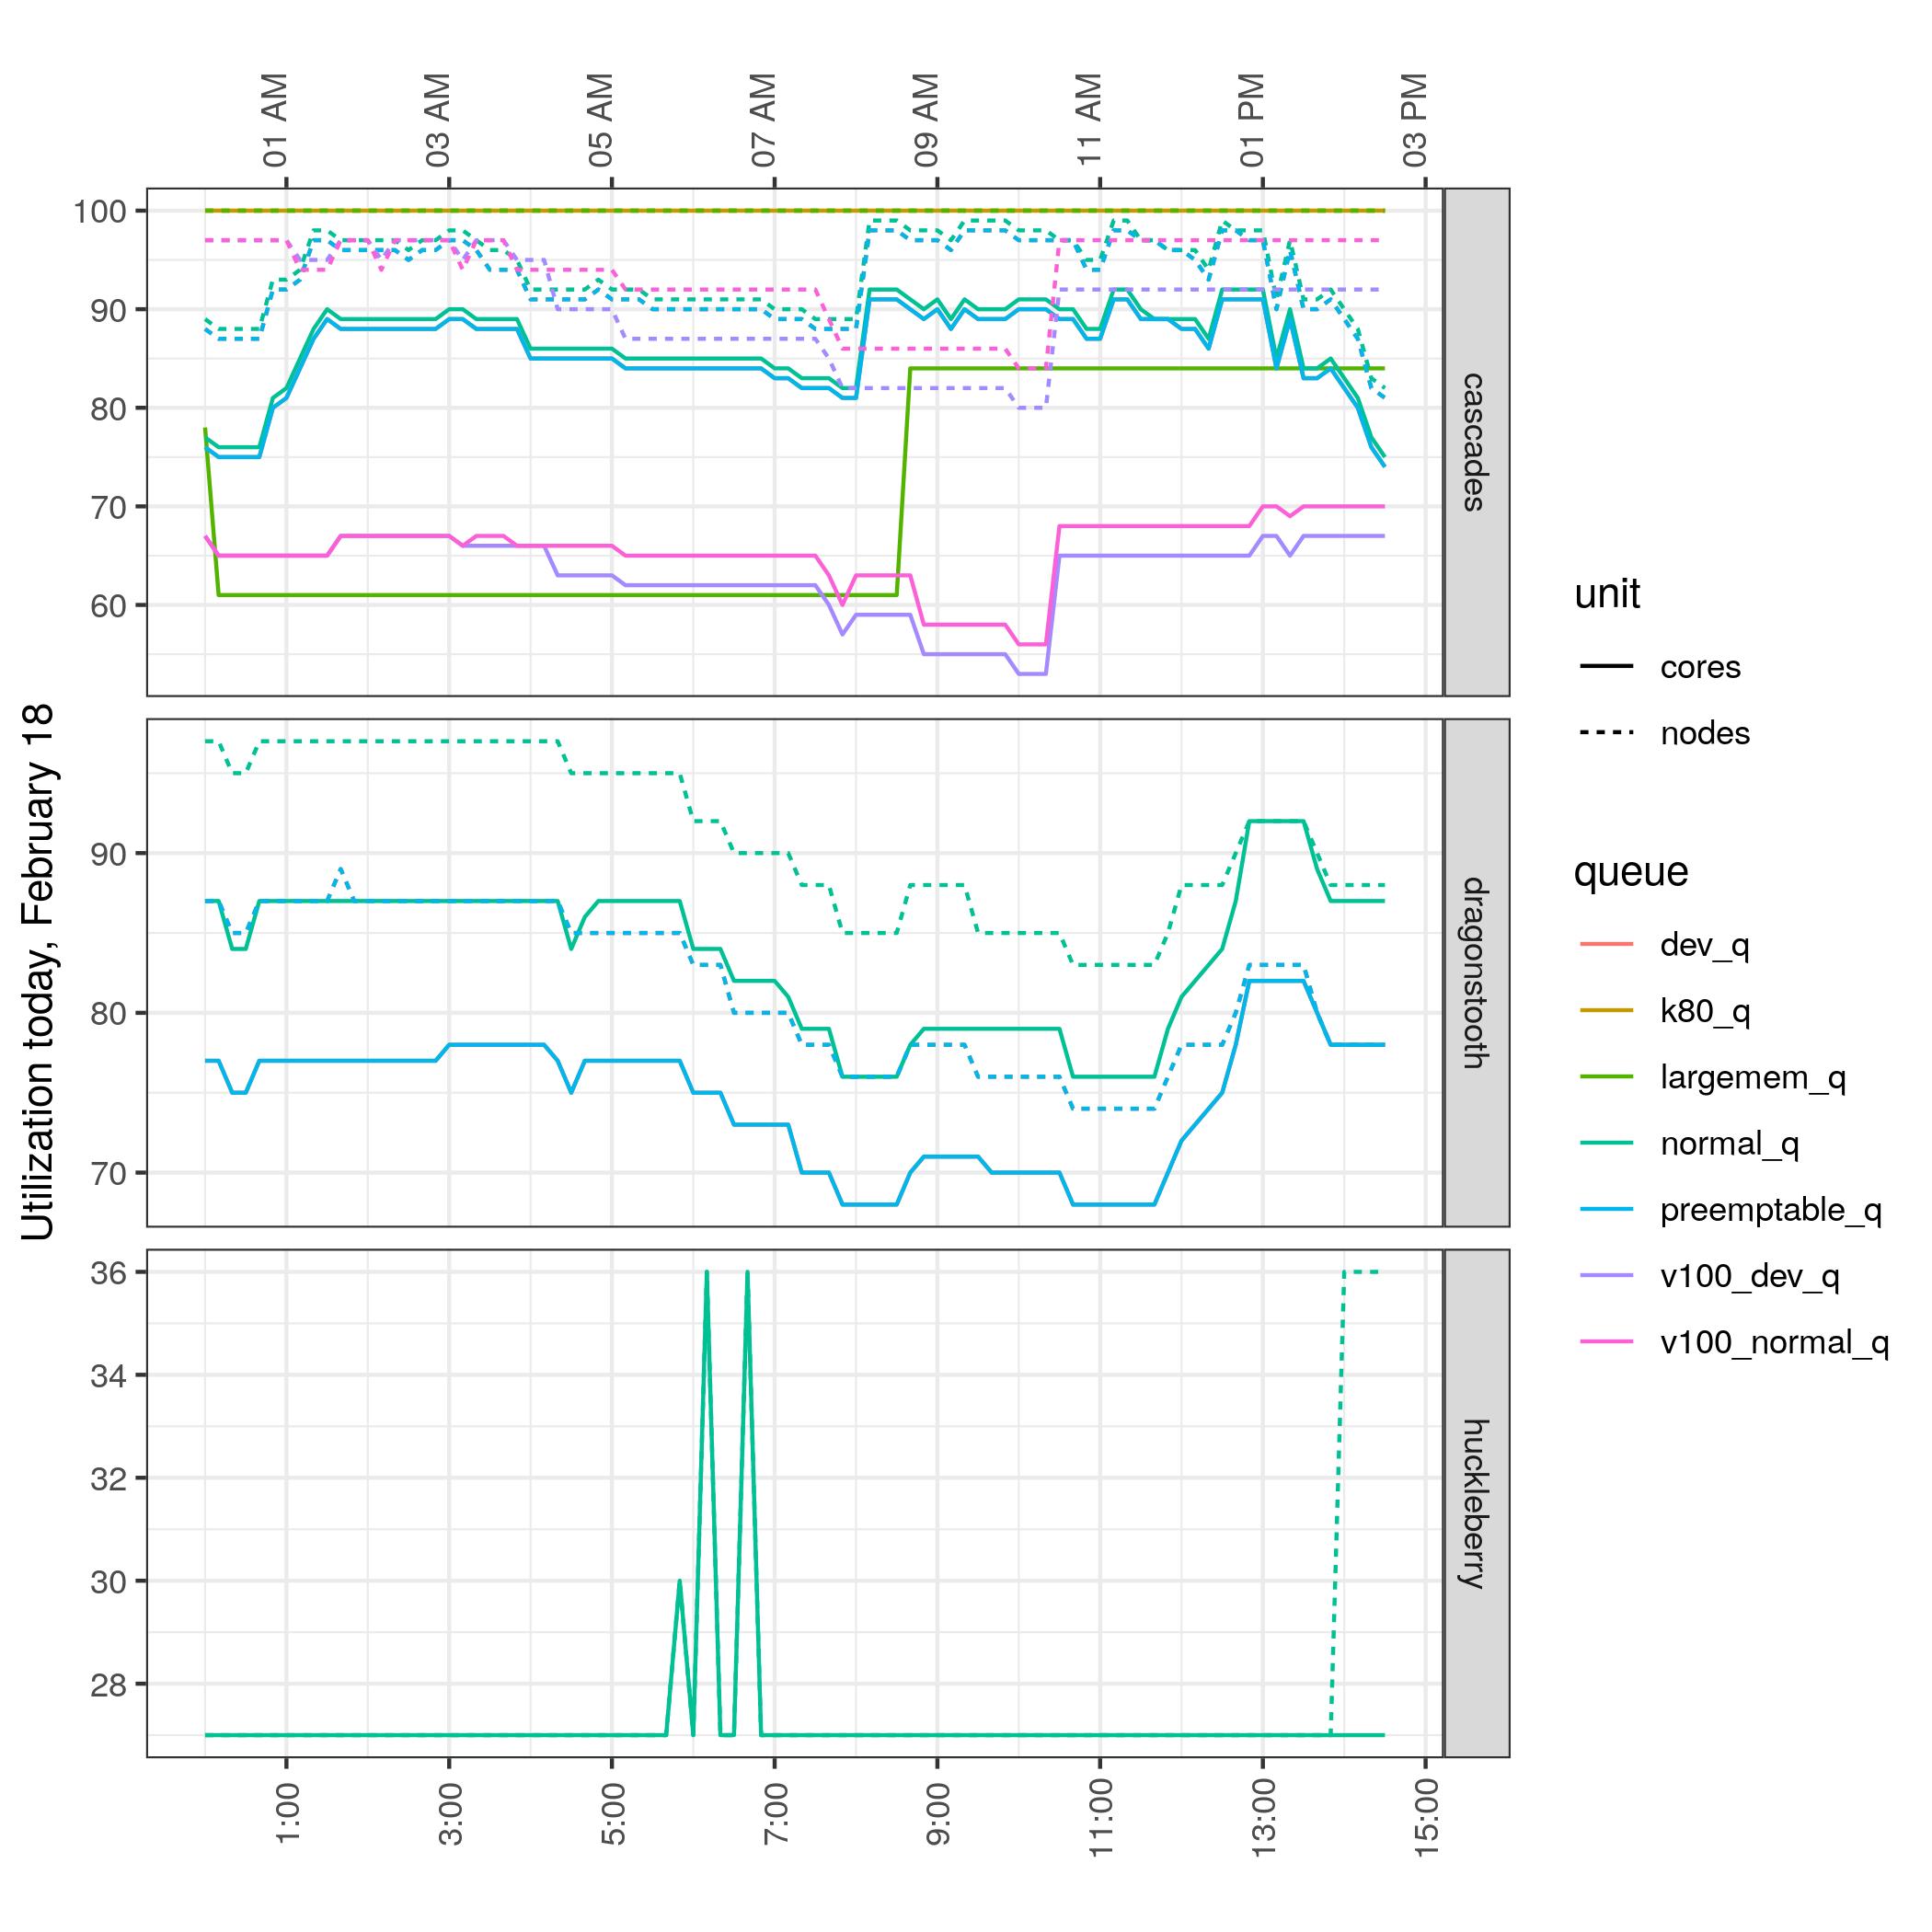 01 AM
03 AM
05 AM
07 AM
09 AM
11 AM
01 PM
03 PM
Utilization today, February 18
100
90
80
70
60
cascades
90
80
70
dragonstooth
36
34
32
30
28
huckleberry
1:00
3:00
5:00
7:00
9:00
11:00
13:00
15:00
unit
cores
nodes
queue
dev_q
k80_q
largemem_q
normal_q
preemptable_q
v100_dev_q
v100_normal_q